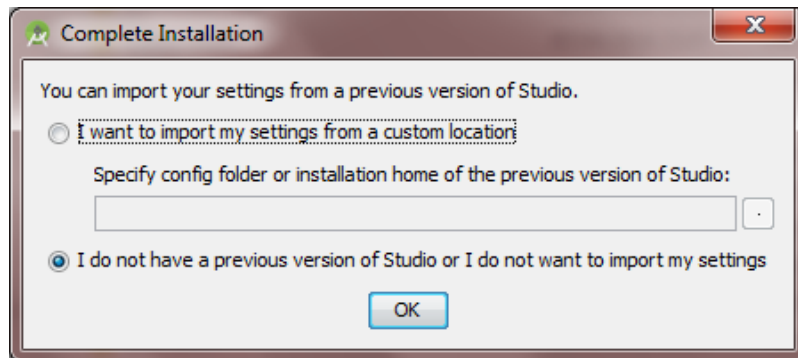 Complete Installation
You can import your settings from a previous version of Studio.
I want to import my settings from a custom location
Specify config folder or installation home of the previous version of Studio:
.
I do not have a previous version of Studio or I do not want to import my settings
OK